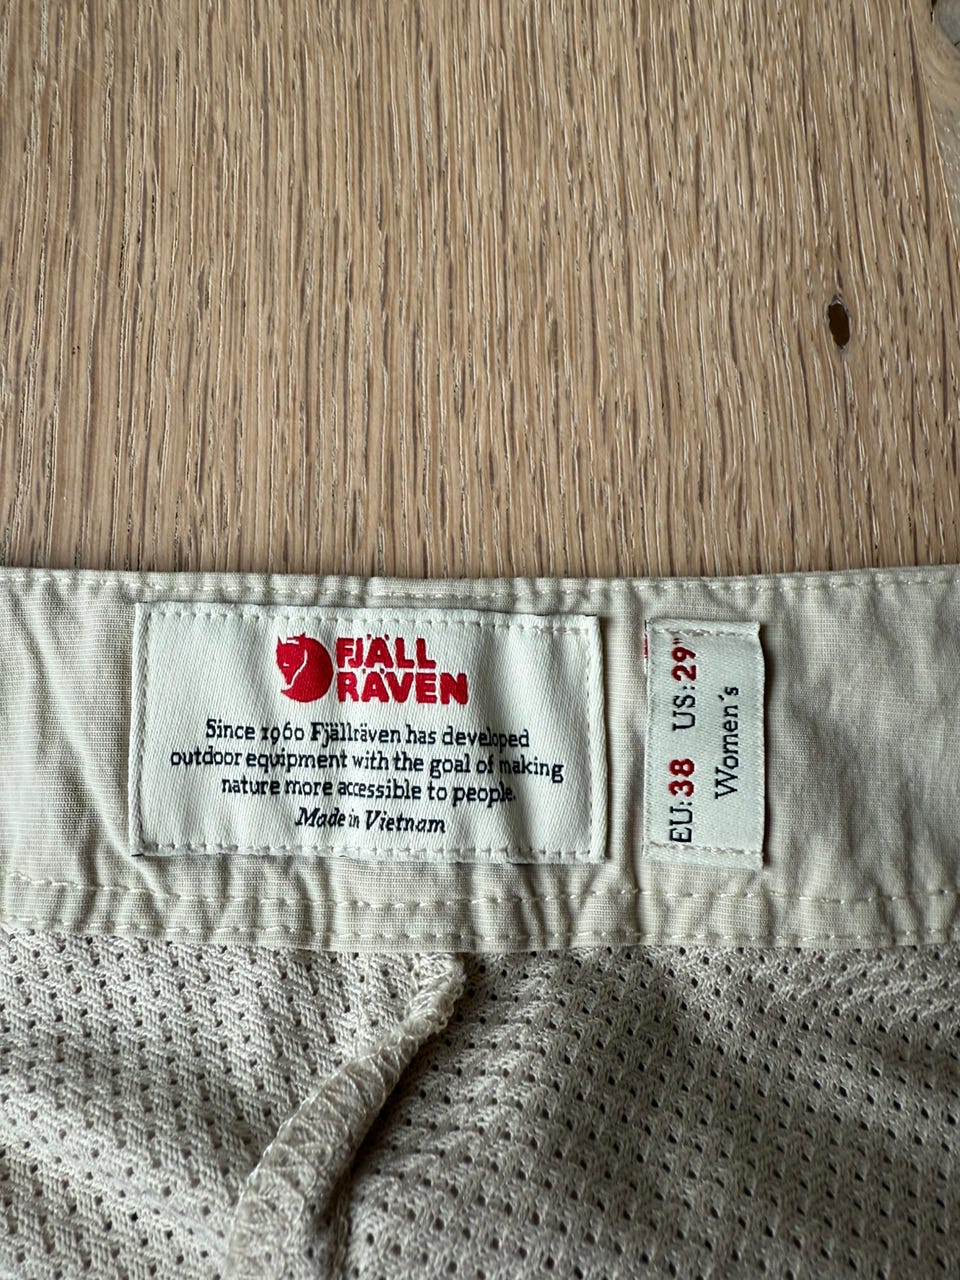 FJÄLL
RÄVEN
Since 1960 Fjällräven has developed
outdoor equipment with the goal of making
nature more accessible to people.
Made in Vietnam
EU: 38 US: 29"
Women's